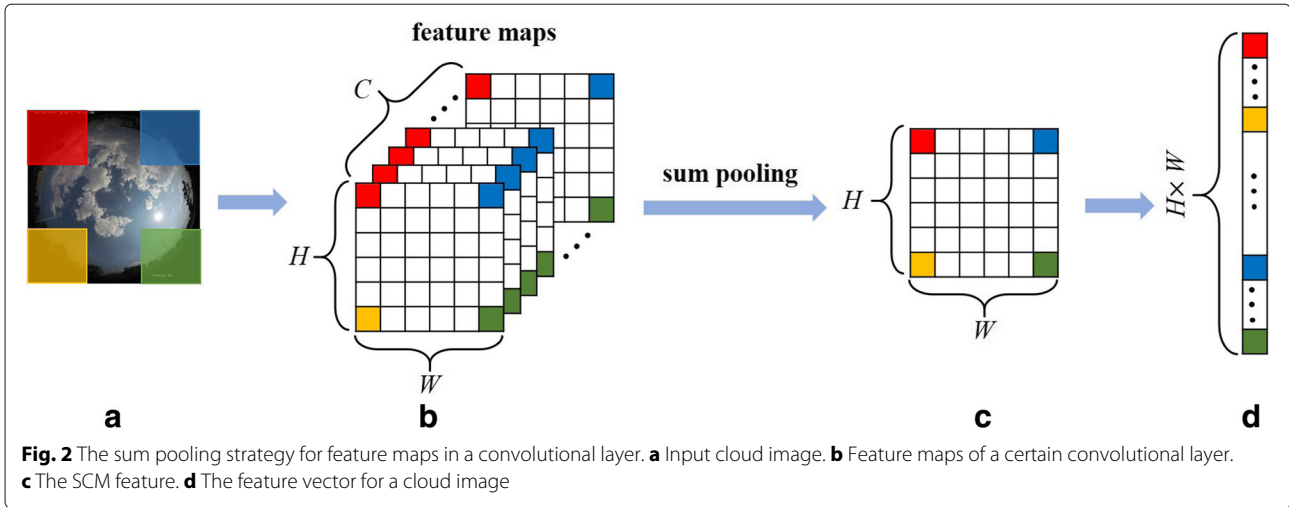 feature maps
C
H
W
sum pooling
H
W
H× W
a
b
c
d
Fig. 2 The sum pooling strategy for feature maps in a convolutional layer. a Input cloud image. b Feature maps of a certain convolutional layer.
c The SCM feature. d The feature vector for a cloud image